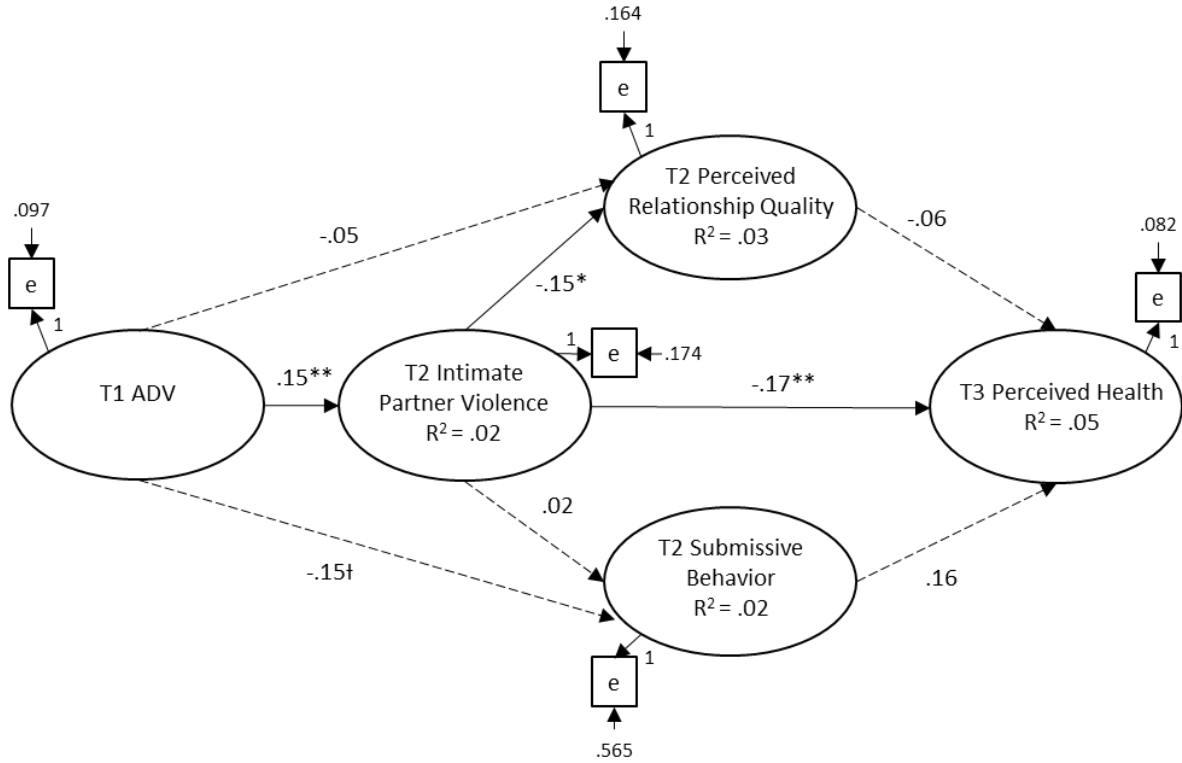 .164
e
1
T2 Perceived
Relationship Quality
R² = .03
.097
e
1
-.05
-.15*
-.06
.082
e
1
T1 ADV
.15**
T2 Intimate
Partner Violence
R² = .02
1
e
.174
-.17**
T3 Perceived Health
R² = .05
.02
-.15ƚ
T2 Submissive
Behavior
R² = .02
.16
1
e
.565